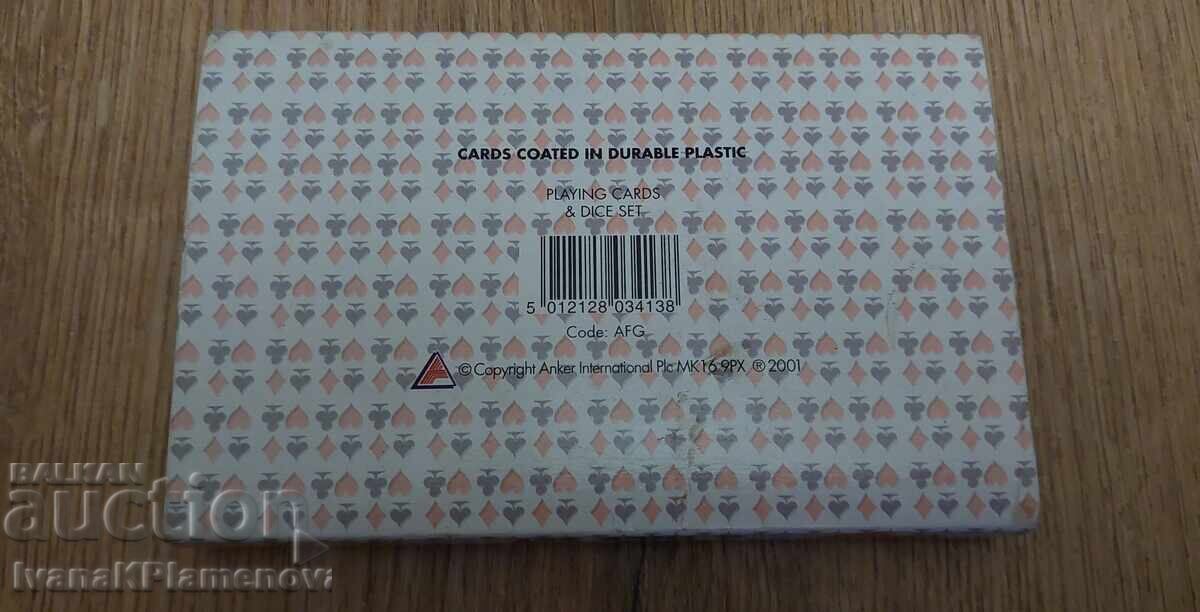 CARDS COATED IN DURABLE PLASTIC
PLAYING CARDS
& DICE SET
5 012128 034138
Code: AFG
© Copyright Anker International Plc MK16 9PX ® 2001
BALKAN
auction
IvanaKPlamenova